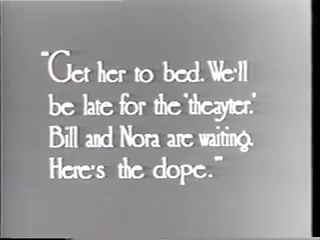 "Get her to bed. We'll
be late for the 'theayter.'
Bill and Nora are waiting.
Here's the dope."